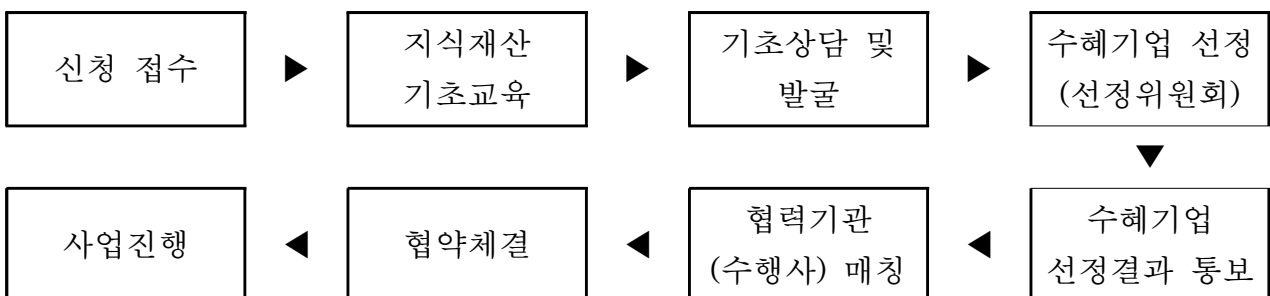 신청 접수
▶
지식재산
기초교육
▶
기초상담 및
발굴
▶
수혜기업 선정
(선정위원회)
▼
수혜기업
선정결과 통보
◀
협력기관
(수행사) 매칭
◀
협약체결
◀
사업진행